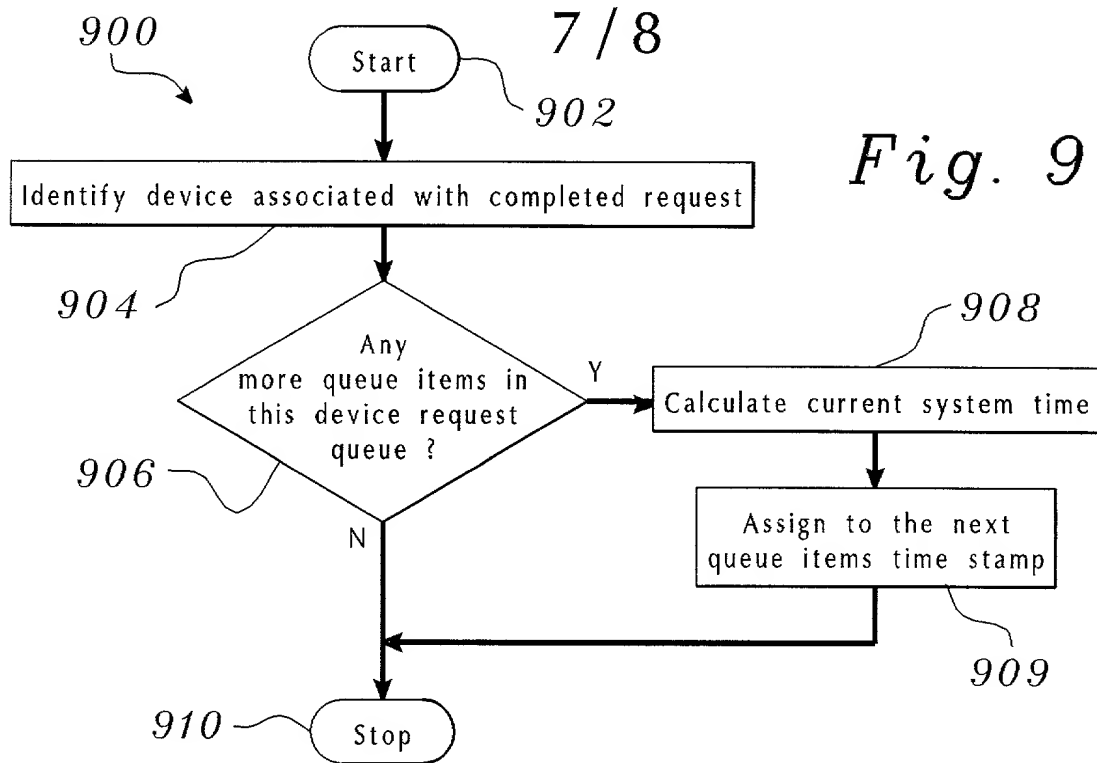 900
Start
7/8
902
Fig. 9
Identify device associated with completed request
904
Any
more queue items in
this device request
queue ?
Y
908
Calculate current system time
906
N
Assign to the next
queue items time stamp
909
910
Stop